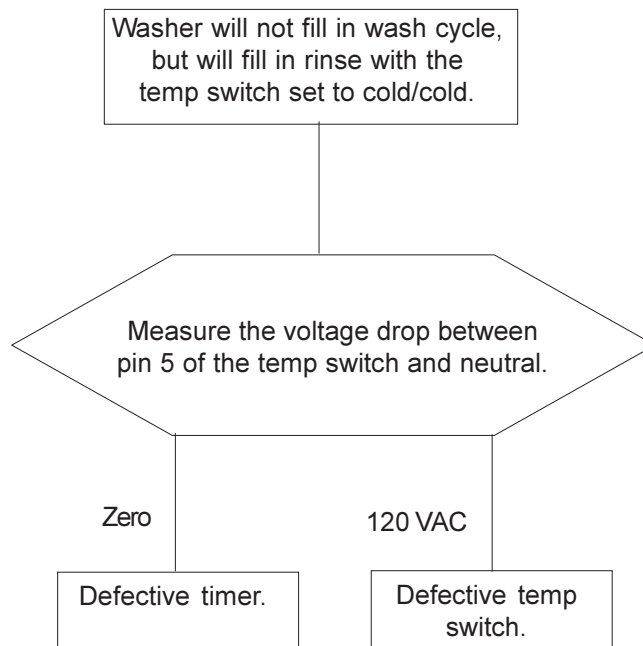 Washer will not fill in wash cycle,
but will fill in rinse with the
temp switch set to cold/cold.
Measure the voltage drop between
pin 5 of the temp switch and neutral.
Zero
120 VAC
Defective timer.
Defective temp
switch.